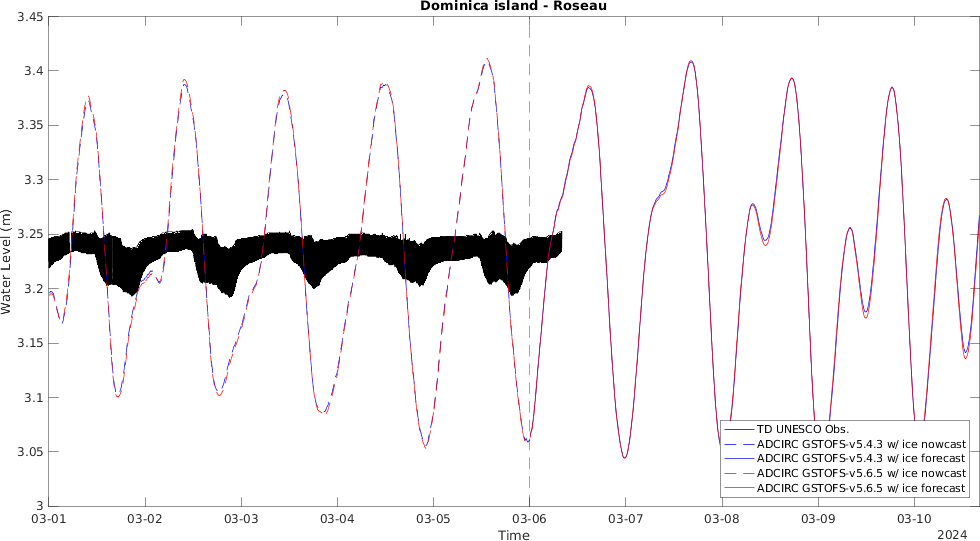 Dominica island - Roseau
3.45
3.4
3.35
3.3
3.25
3.2
3.15
3.1
3.05
3
Water Level (m)
TD UNESCO Obs.
ADCIRC GSTOFS-v5.4.3 w/ ice nowcast
ADCIRC GSTOFS-v5.4.3 w/ ice forecast
ADCIRC GSTOFS-v5.6.5 w/ ice nowcast
ADCIRC GSTOFS-v5.6.5 w/ ice forecast
03-01 03-02 03-03 03-04 03-05 03-06 03-07 03-08 03-09 03-10
Time
2024